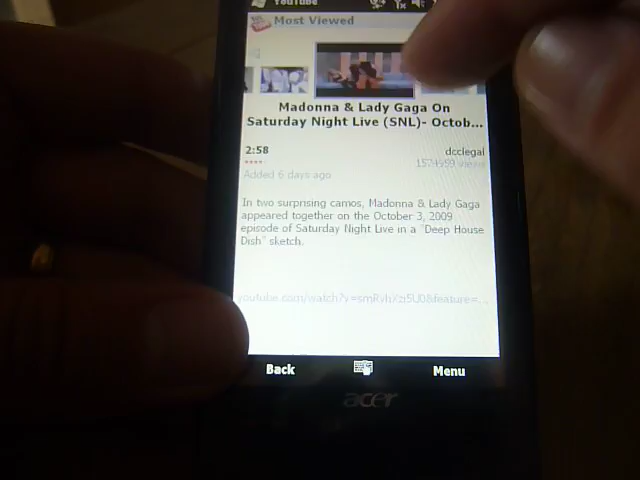 YouTube
Most Viewed
Madonna & Lady Gaga On
Saturday Night Live (SNL)- Octob...
2:58
dcclegal
Added 6 days ago
views
In two surprising camos, Madonna & Lady Gaga
appeared together on the October 3, 2009
episode of Saturday Night Live in a "Deep House
Dish" sketch.
Back
Menu
acer